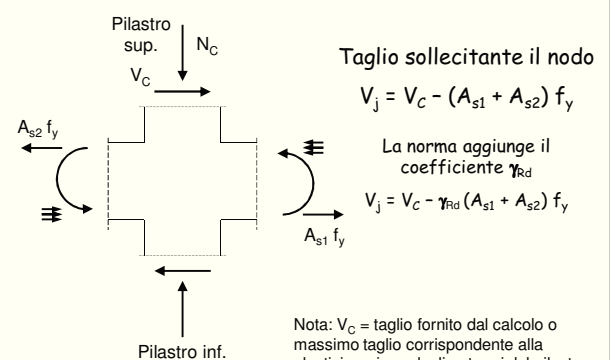 Pilastro
sup.
N_C
V_C
A_s2 f_y
A_s1 f_y
Pilastro inf.
Taglio sollecitante il nodo
V_j = V_C – (A_s1 + A_s2) f_y
La norma aggiunge il
coefficiente γ_Rd
V_j = V_C – γ_Rd (A_s1 + A_s2) f_y
Nota: V_C = taglio fornito dal calcolo o
massimo taglio corrispondente alla